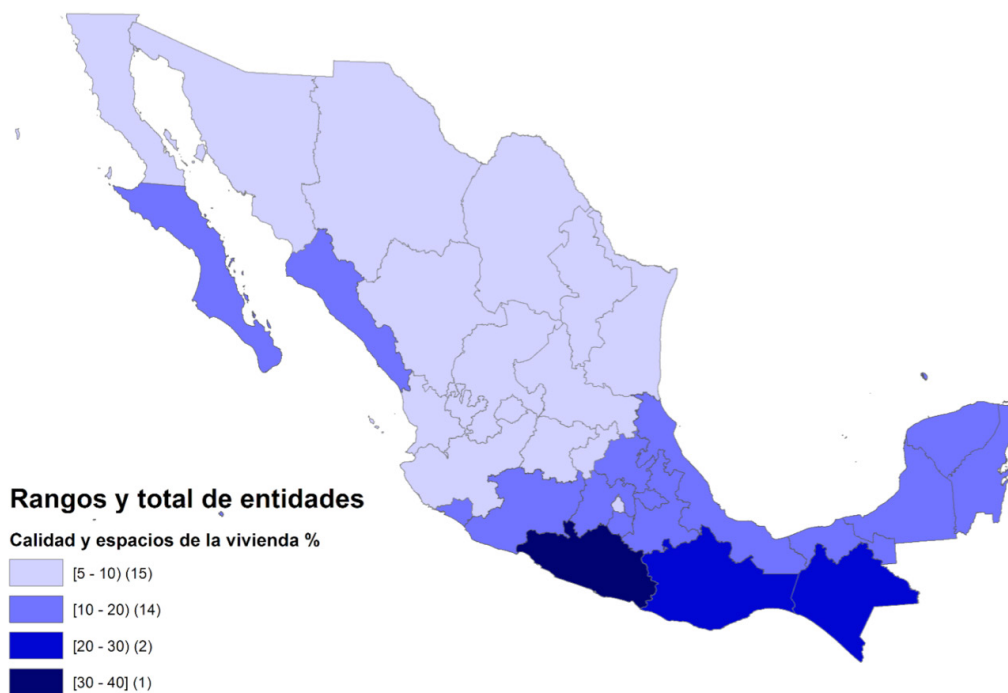 Rangos y total de entidades
Calidad y espacios de la vivienda %
[5 - 10) (15)
[10 - 20) (14)
[20 - 30) (2)
[30 - 40] (1)